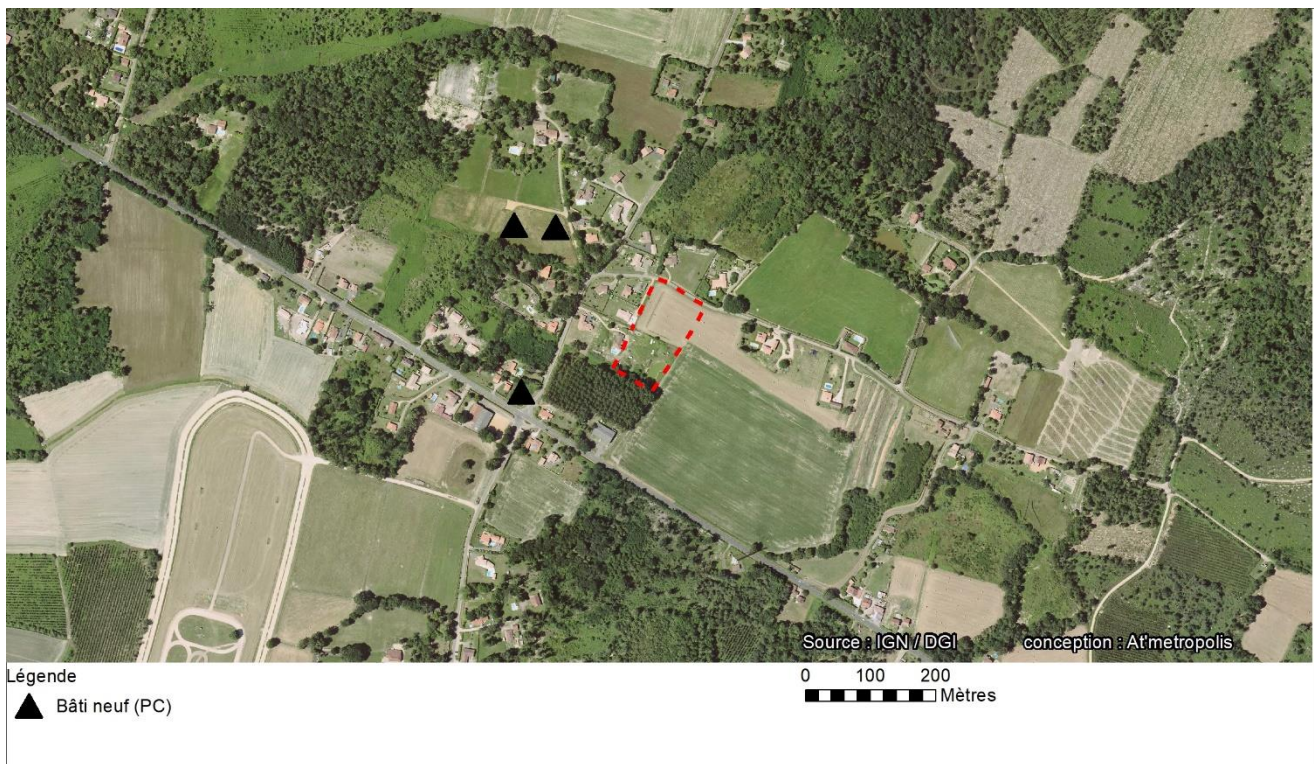 Source : IGN / DGI conception : At'metropolis
Légende
Bâti neuf (PC)
0 100 200
Mètres